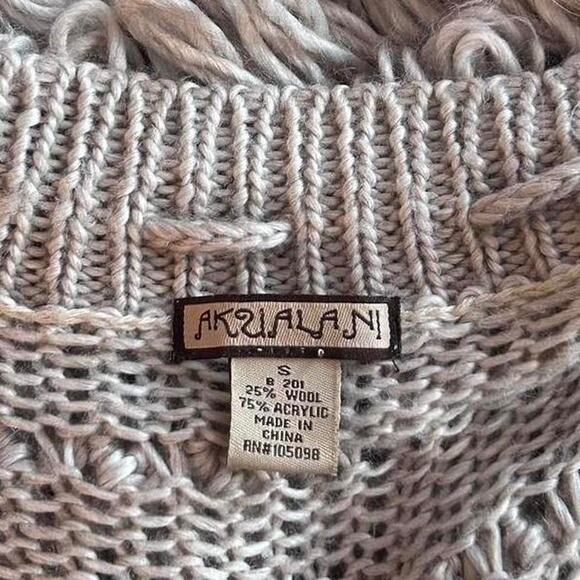 AKUALANI
S
B 201
25% WOOL
75% ACRYLIC
MADE IN
CHINA
RN#105098